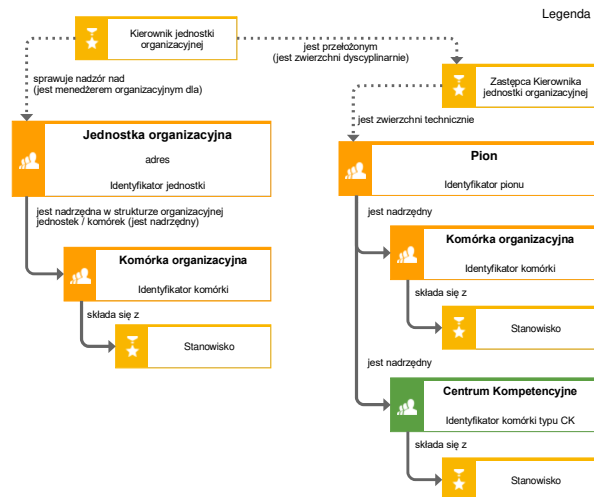 Legenda
Kierownik jednostki
organizacyjnej
jest przełożonym
(jest zwierzchni dyscyplinarnie)
sprawuje nadzór nad
(jest menedżerem organizacyjnym dla)
Zastępca Kierownika
jednostki organizacyjnej
jest zwierzchni technicznie
Jednostka organizacyjna
adres
Identyfikator jednostki
Pion
Identyfikator pionu
jest nadrzędna w strukturze organizacyjnej
jednostek / komórek (jest nadrzędny)
jest nadrzędny
Komórka organizacyjna
Identyfikator komórki
Komórka organizacyjna
Identyfikator komórki
składa się z
Stanowisko
składa się z
Stanowisko
jest nadrzędny
Centrum Kompetencyjne
Identyfikator komórki typu CK
składa się z
Stanowisko